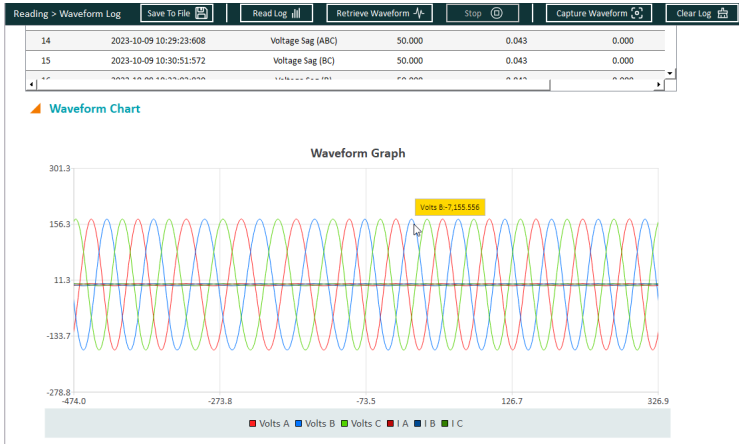 Reading > Waveform Log Save To File Read Log Retrieve Waveform Stop Capture Waveform Clear Log
14 2023-10-09 10:29:23:608 Voltage Sag (ABC) 50.000 0.043 0.000
15 2023-10-09 10:30:51:572 Voltage Sag (BC) 50.000 0.043 0.000
Waveform Chart
Waveform Graph
301.3
Volts B:-7,155.556
156.3
11.3
-133.7
-278.8
-474.0 -273.8 -73.5 126.7 326.9
Volts A Volts B Volts C I A I B I C